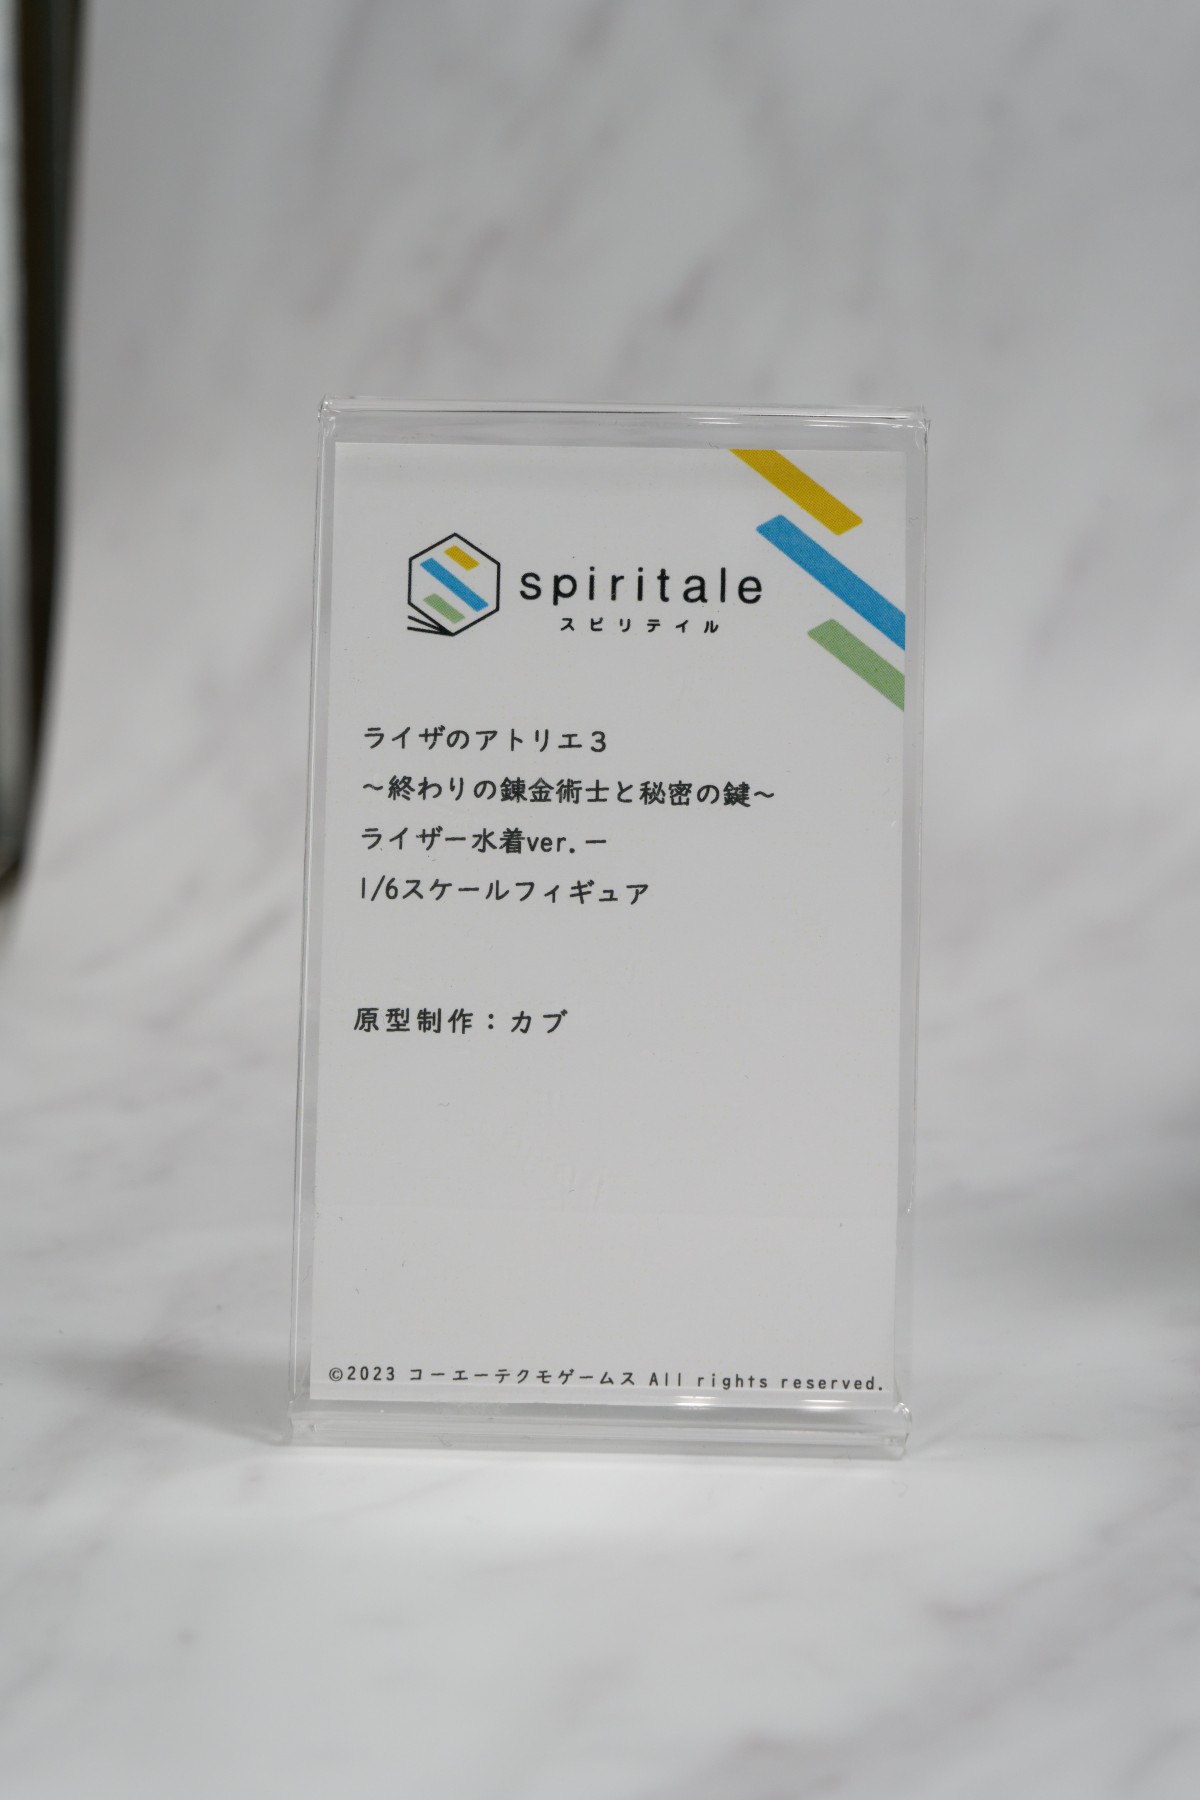 spiritale
スピリテイル
ライザのアトリエ３
～終わりの錬金術士と秘密の鍵～
ライザー水着ver.ー
1/6スケールフィギュア
原型制作：カブ
©2023 コーエーテクモゲームス All rights reserved.